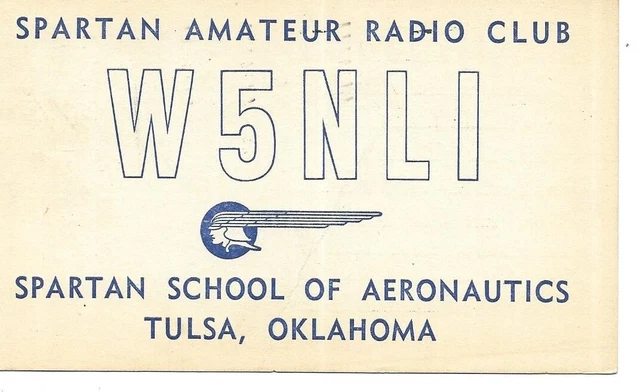 SPARTAN AMATEUR RADIO CLUB
W5NLI
SPARTAN SCHOOL OF AERONAUTICS
TULSA, OKLAHOMA